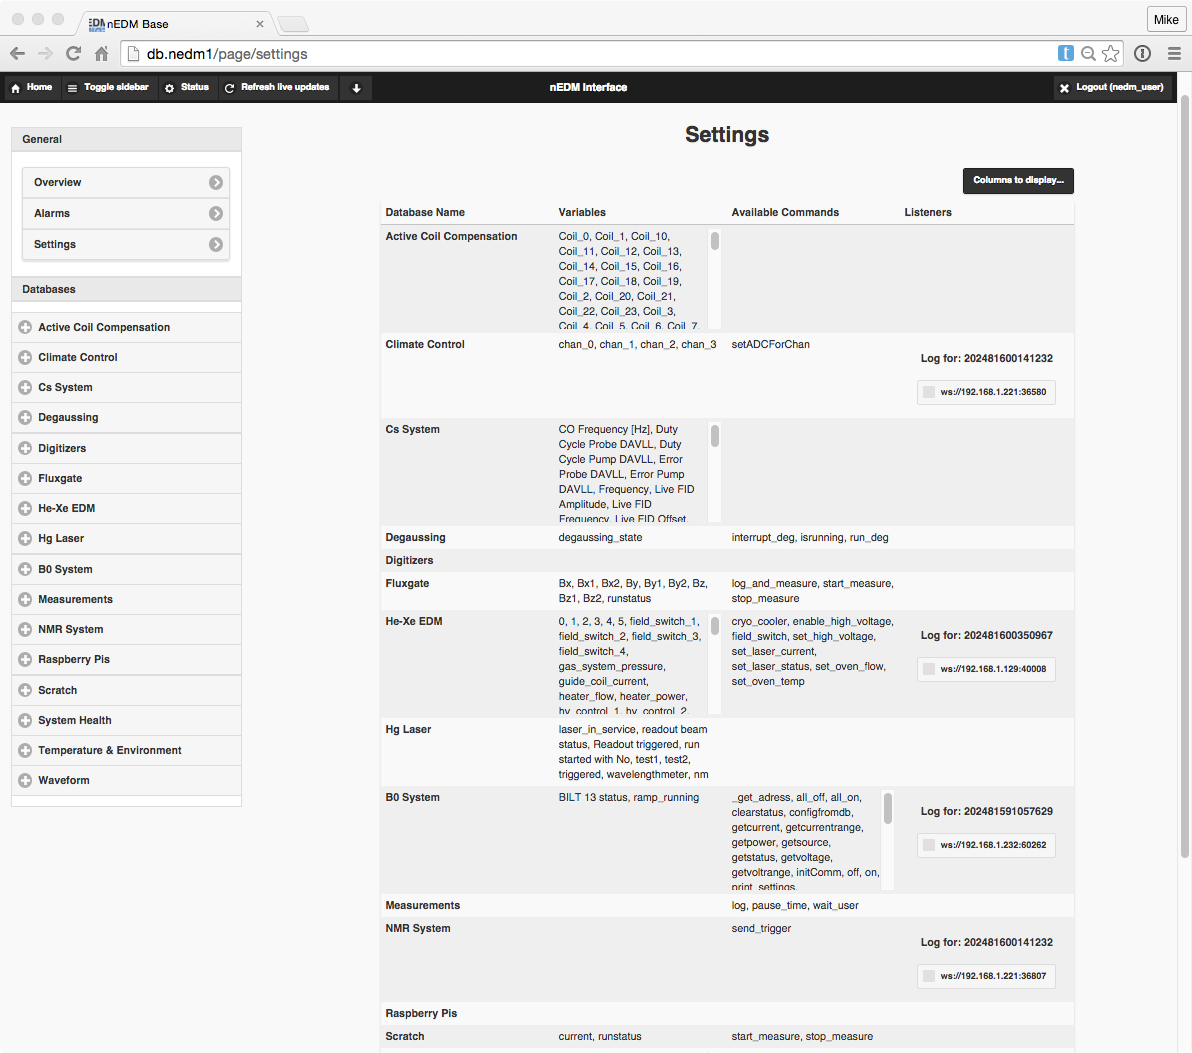 nEDM Base
Mike
db.nedm1/page/settings
Home
Toggle sidebar
Status
Refresh live updates
nEDM Interface
Logout (nedm_user)
General
Overview
Alarms
Settings
Databases
Active Coil Compensation
Climate Control
Cs System
Degaussing
Digitizers
Fluxgate
He-Xe EDM
Hg Laser
B0 System
Measurements
NMR System
Raspberry Pis
Scratch
System Health
Temperature & Environment
Waveform
Settings
Columns to display...
Database Name
Variables
Available Commands
Listeners
Active Coil Compensation
Coil_0, Coil_1, Coil_10,
Coil_11, Coil_12, Coil_13,
Coil_14, Coil_15, Coil_16,
Coil_17, Coil_18, Coil_19,
Coil_2, Coil_20, Coil_21,
Coil_22, Coil_23, Coil_3,
Coil_4, Coil_5, Coil_6, Coil_7,
Climate Control
chan_0, chan_1, chan_2, chan_3
setADCForChan
Log for: 202481600141232
ws://192.168.1.221:36580
Cs System
CO Frequency [Hz], Duty
Cycle Probe DAVLL, Duty
Cycle Pump DAVLL, Error
Probe DAVLL, Error Pump
DAVLL, Frequency, Live FID
Amplitude, Live FID
Frequency, Live FID Offset,
Degaussing
degaussing_state
interrupt_deg, isrunning, run_deg
Digitizers
Fluxgate
Bx, Bx1, Bx2, By, By1, By2, Bz,
Bz1, Bz2, runstatus
log_and_measure, start_measure,
stop_measure
He-Xe EDM
0, 1, 2, 3, 4, 5, field_switch_1,
field_switch_2, field_switch_3,
field_switch_4,
gas_system_pressure,
guide_coil_current,
heater_flow, heater_power,
hv_control_1, hv_control_2,
cryo_cooler, enable_high_voltage,
field_switch, set_high_voltage,
set_laser_current,
set_laser_status, set_oven_flow,
set_oven_temp
Log for: 202481600350967
ws://192.168.1.129:40008
Hg Laser
laser_in_service, readout beam
status, Readout triggered, run
started with No, test1, test2,
triggered, wavelengthmeter, nm
B0 System
BILT 13 status, ramp_running
_get_adress, all_off, all_on,
clearstatus, configfromdb,
getcurrent, getcurrentrange,
getpower, getsource,
getstatus, getvoltage,
getvoltrange, initComm, off, on,
print_settings,
Log for: 202481591057629
ws://192.168.1.232:60262
Measurements
log, pause_time, wait_user
NMR System
send_trigger
Log for: 202481600141232
ws://192.168.1.221:36807
Raspberry Pis
Scratch
current, runstatus
start_measure, stop_measure